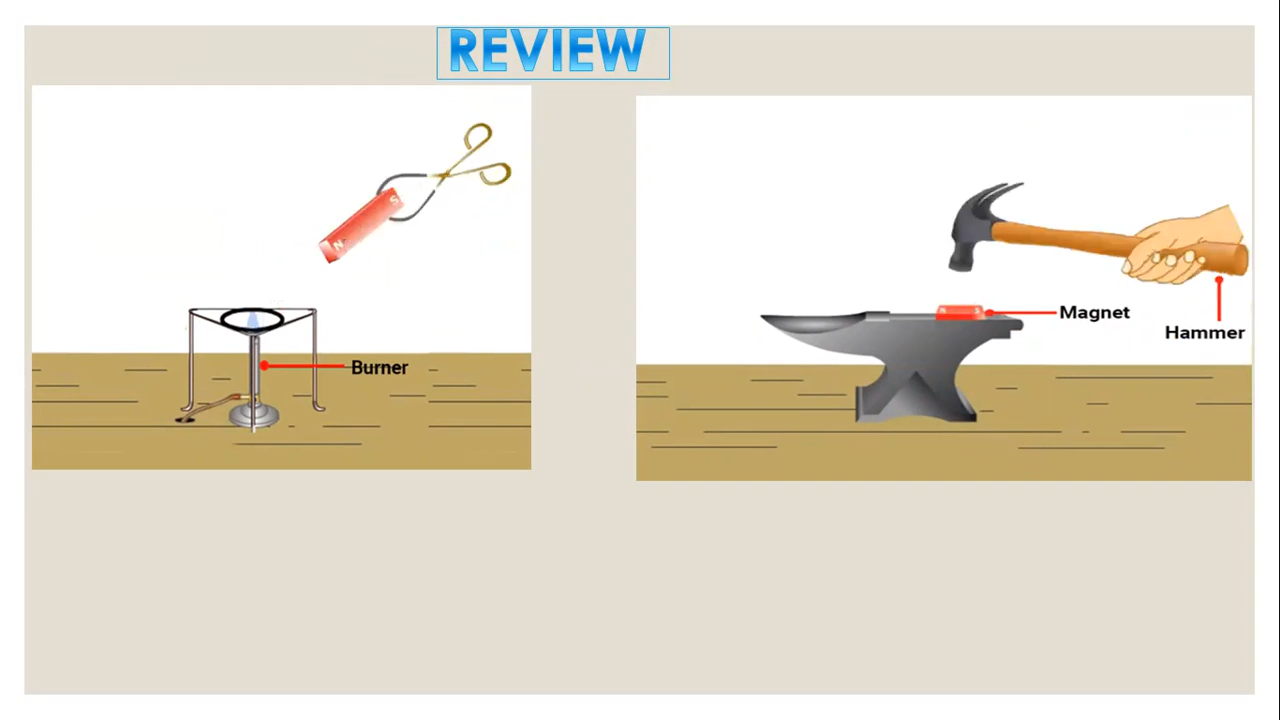 REVIEW
N
S
Burner
N S
Magnet
Hammer